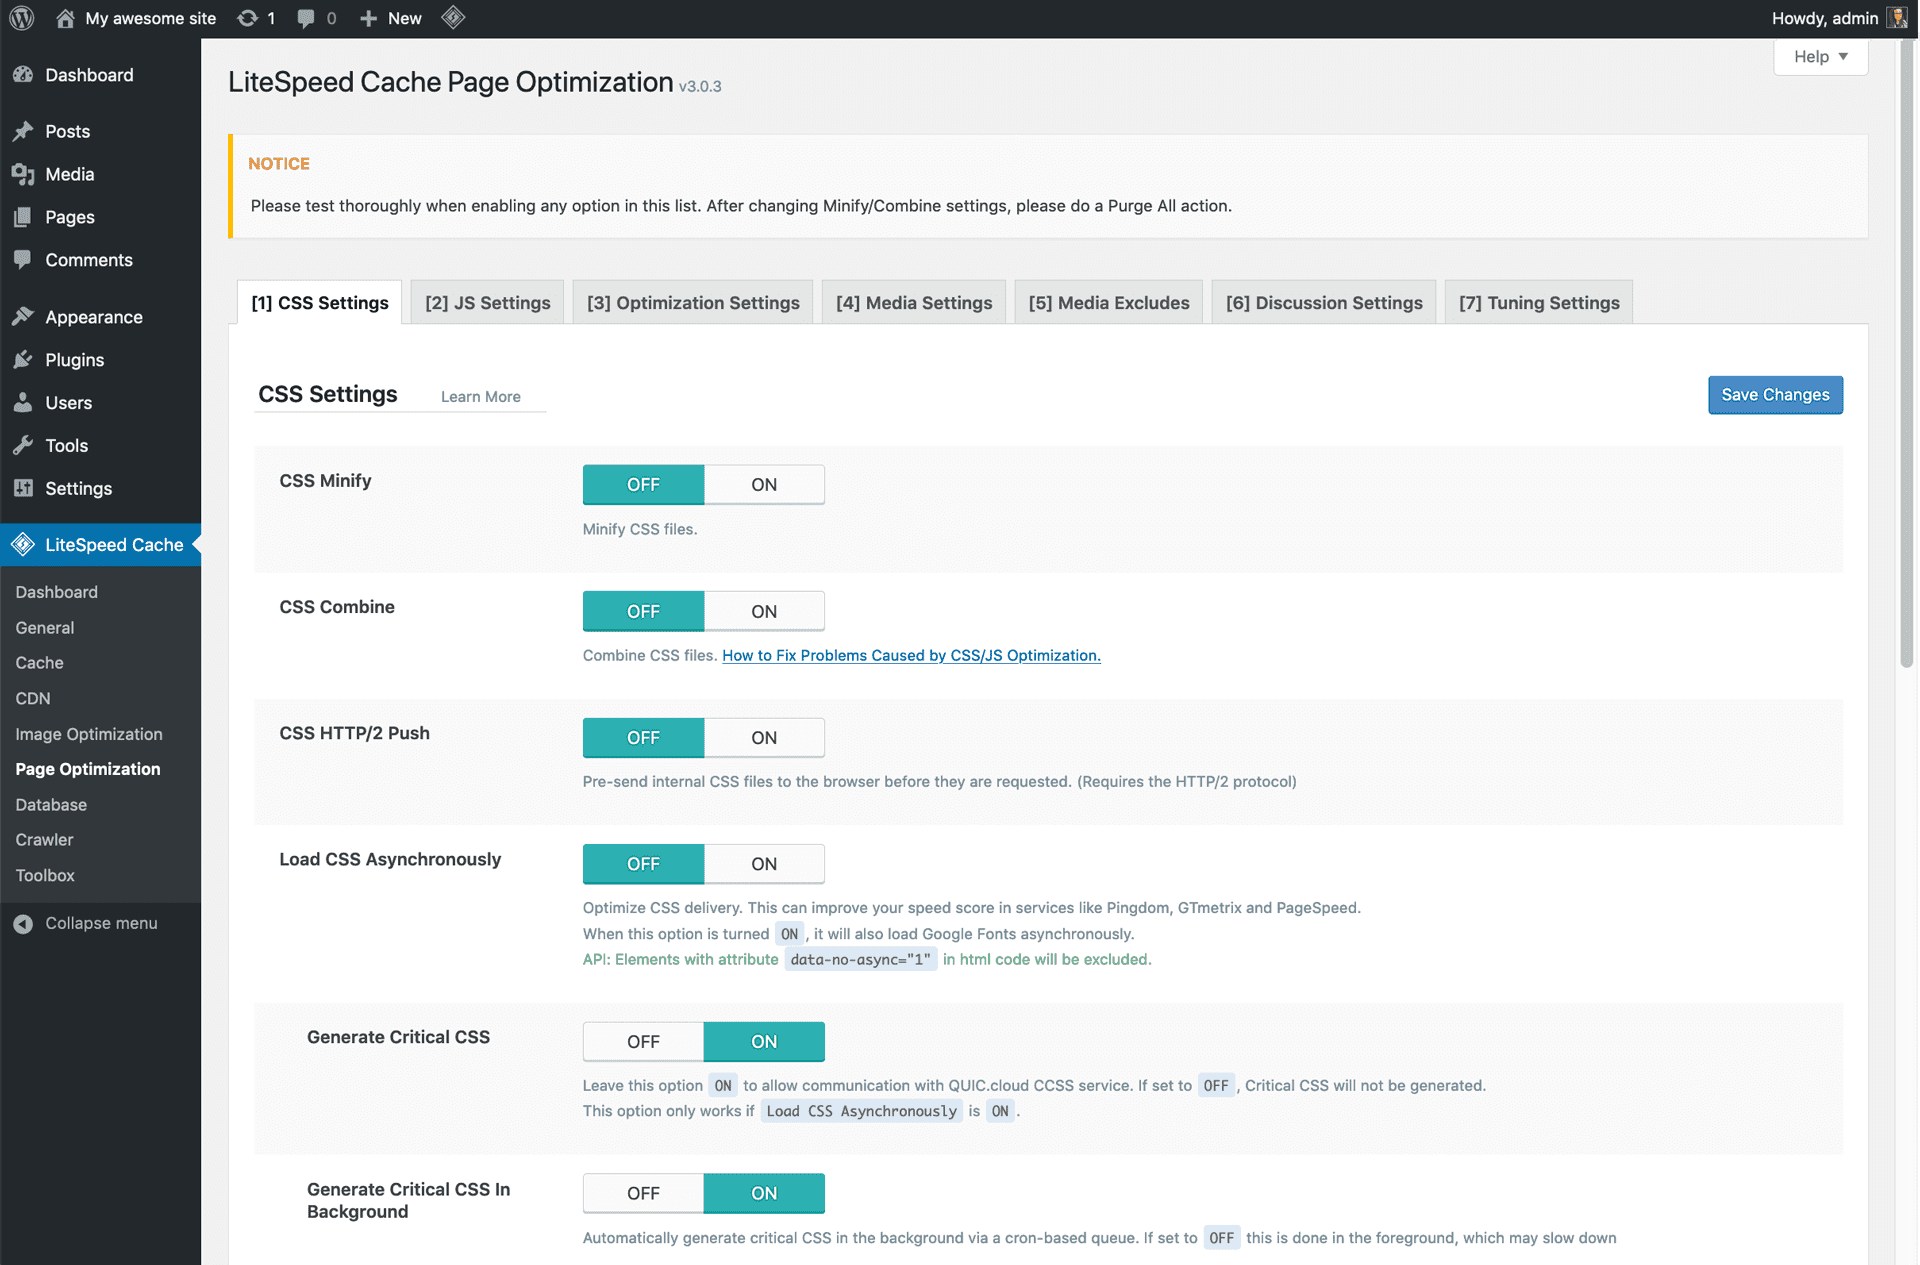 My awesome site 1 0 New Howdy, admin
Help
Dashboard
Posts
Media
Pages
Comments
Appearance
Plugins
Users
Tools
Settings
LiteSpeed Cache
Dashboard
General
Cache
CDN
Image Optimization
Page Optimization
Database
Crawler
Toolbox
Collapse menu
LiteSpeed Cache Page Optimization v3.0.3
NOTICE
Please test thoroughly when enabling any option in this list. After changing Minify/Combine settings, please do a Purge All action.
[1] CSS Settings [2] JS Settings [3] Optimization Settings [4] Media Settings [5] Media Excludes [6] Discussion Settings [7] Tuning Settings
CSS Settings Learn More Save Changes
CSS Minify OFF ON
Minify CSS files.
CSS Combine OFF ON
Combine CSS files. How to Fix Problems Caused by CSS/JS Optimization.
CSS HTTP/2 Push OFF ON
Pre-send internal CSS files to the browser before they are requested. (Requires the HTTP/2 protocol)
Load CSS Asynchronously OFF ON
Optimize CSS delivery. This can improve your speed score in services like Pingdom, GTmetrix and PageSpeed.
When this option is turned ON , it will also load Google Fonts asynchronously.
API: Elements with attribute data-no-async="1" in html code will be excluded.
Generate Critical CSS OFF ON
Leave this option ON to allow communication with QUIC.cloud CCSS service. If set to OFF , Critical CSS will not be generated.
This option only works if Load CSS Asynchronously is ON .
Generate Critical CSS In OFF ON
Background
Automatically generate critical CSS in the background via a cron-based queue. If set to OFF this is done in the foreground, which may slow down